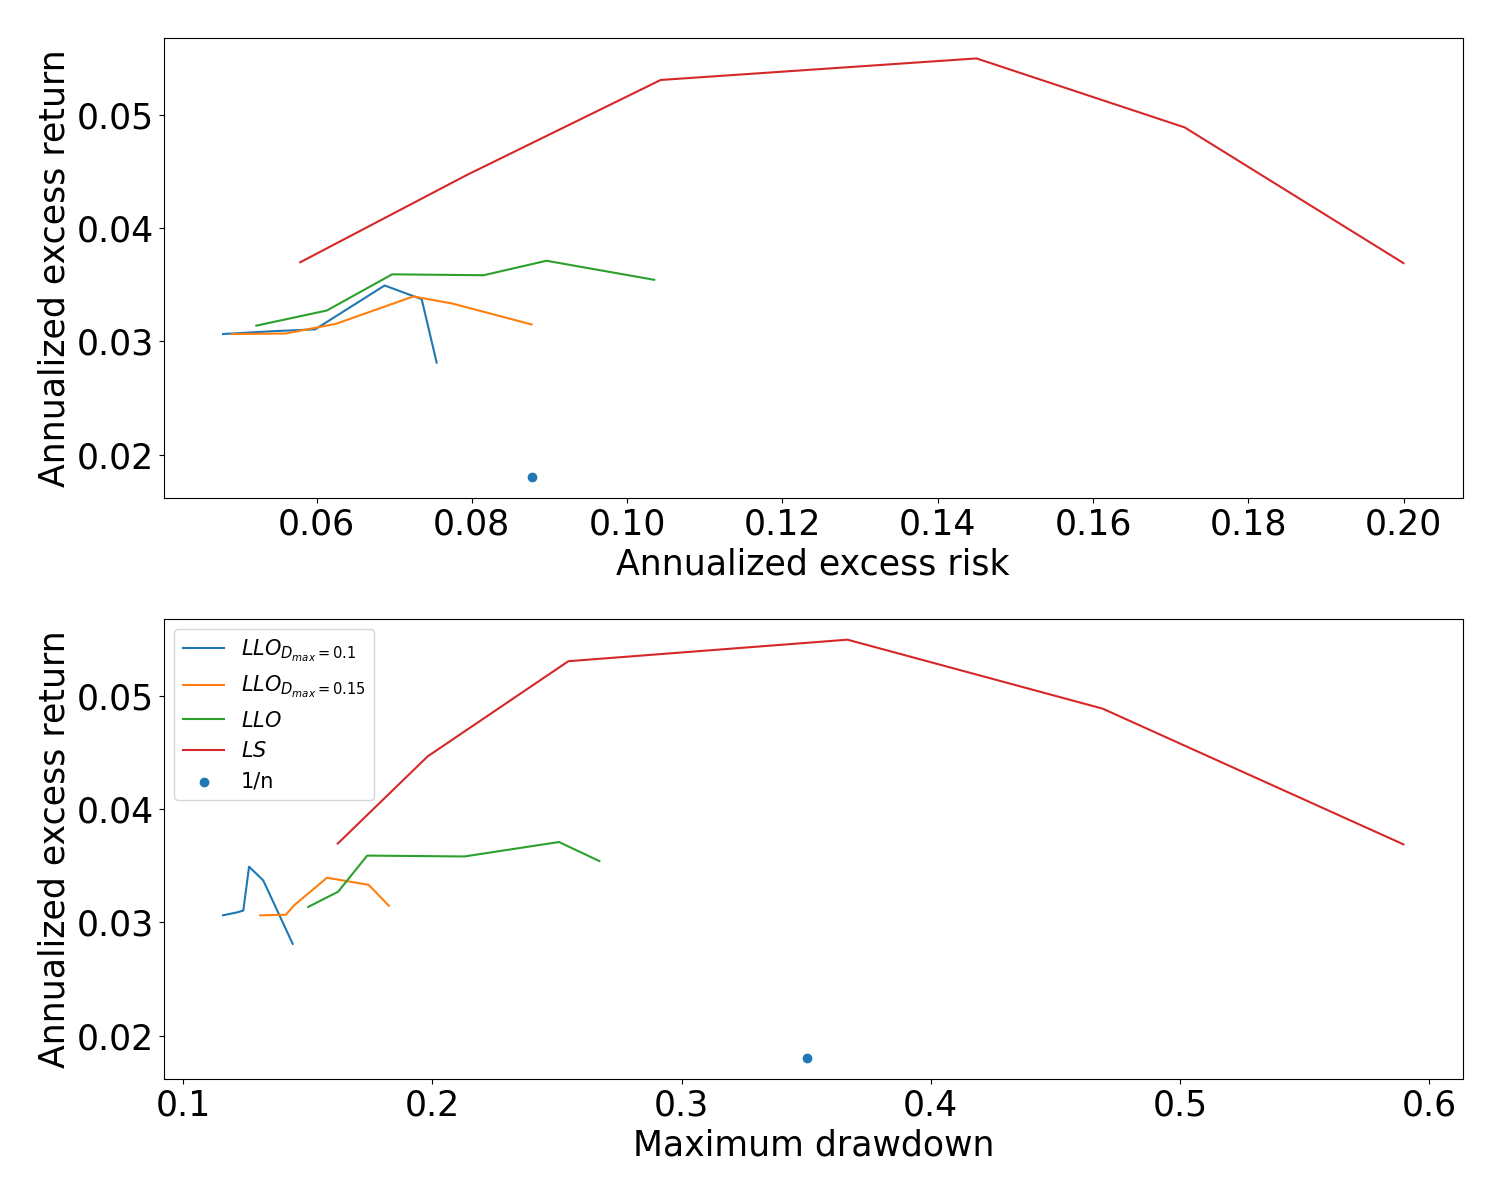 Annualized excess return
0.05
0.04
0.03
0.02
0.06 0.08 0.10 0.12 0.14 0.16 0.18 0.20
Annualized excess risk
Annualized excess return
0.05
0.04
0.03
0.02
LLO_{D_{max}=0.1}
LLO_{D_{max}=0.15}
LLO
LS
1/n
0.1 0.2 0.3 0.4 0.5 0.6
Maximum drawdown